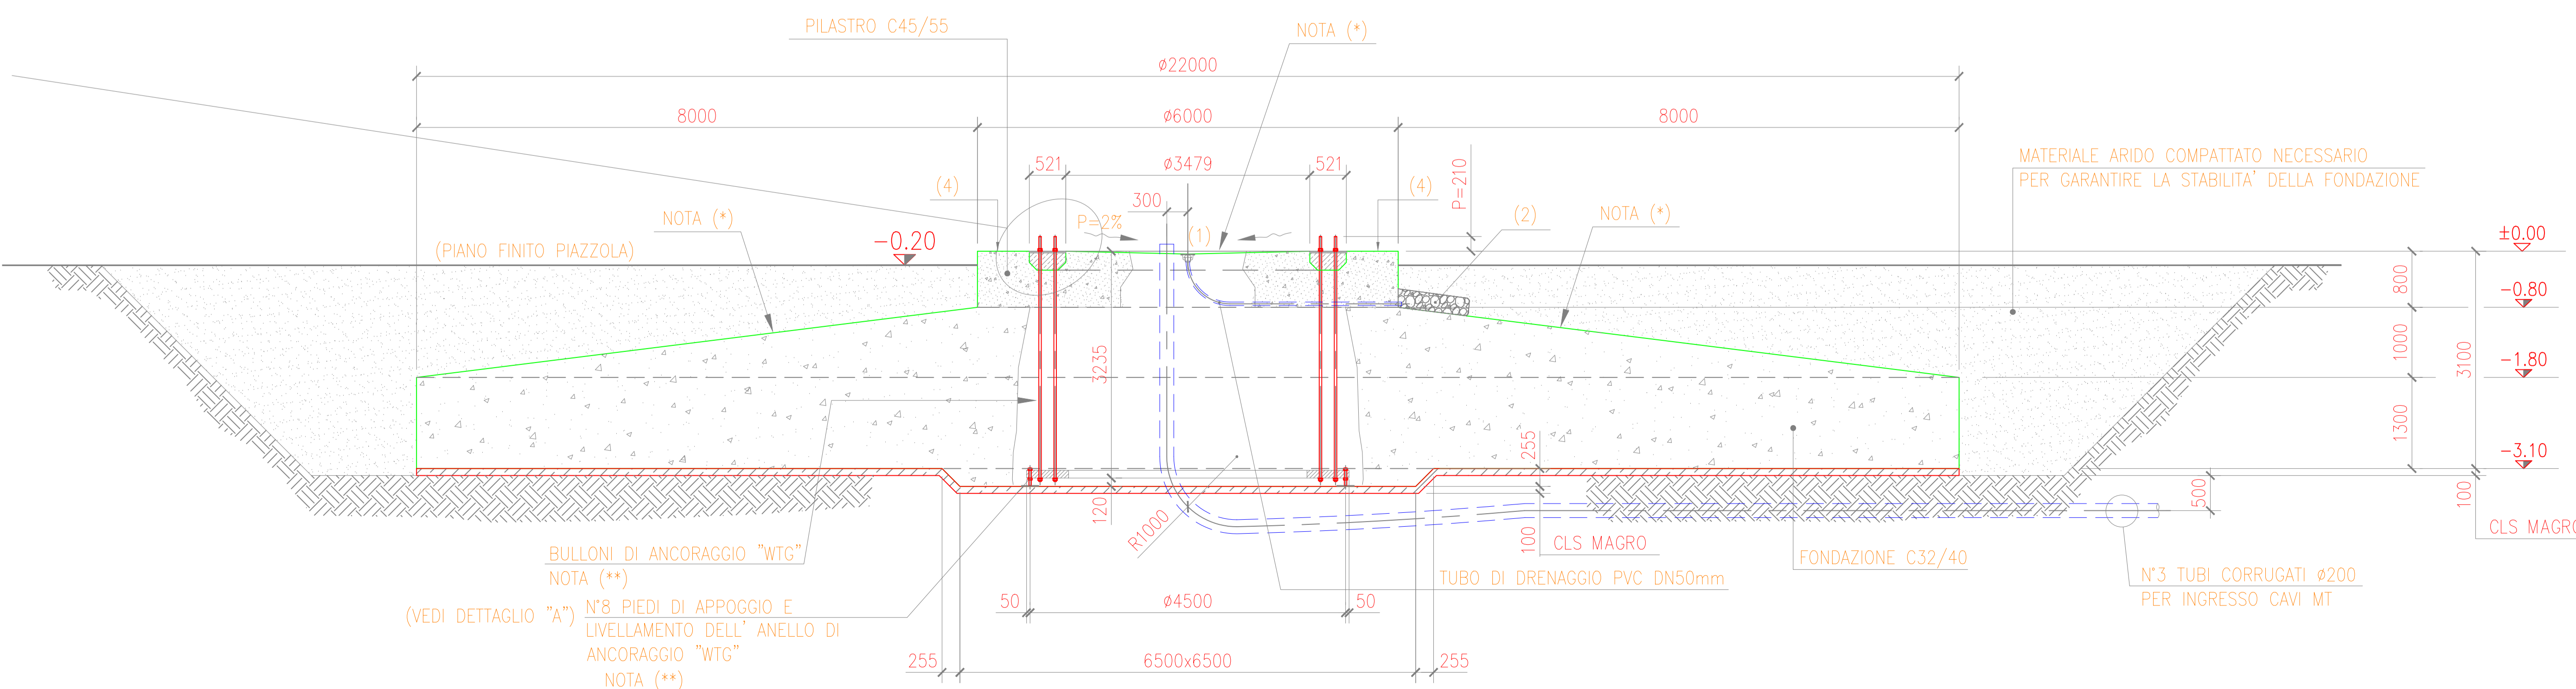 PILASTRO C45/55
NOTA (*)
ø22000
8000
ø6000
8000
MATERIALE ARIDO COMPATTATO NECESSARIO
PER GARANTIRE LA STABILITA' DELLA FONDAZIONE
521
ø3479
521
P=210
(4)
(4)
300
NOTA (*)
P=2%
(1)
(2)
NOTA (*)
(PIANO FINITO PIAZZOLA)
-0.20
±0.00
800
-0.80
1000
3100
-1.80
3235
1300
255
-3.10
120
R1000
500
100
100
CLS MAGRO
CLS MAGRO
BULLONI DI ANCORAGGIO "WTG"
NOTA (**)
FONDAZIONE C32/40
TUBO DI DRENAGGIO PVC DN50mm
N°3 TUBI CORRUGATI ø200
PER INGRESSO CAVI MT
(VEDI DETTAGLIO "A")
N°8 PIEDI DI APPOGGIO E
LIVELLAMENTO DELL' ANELLO DI
ANCORAGGIO "WTG"
NOTA (**)
50
ø4500
50
255
6500x6500
255